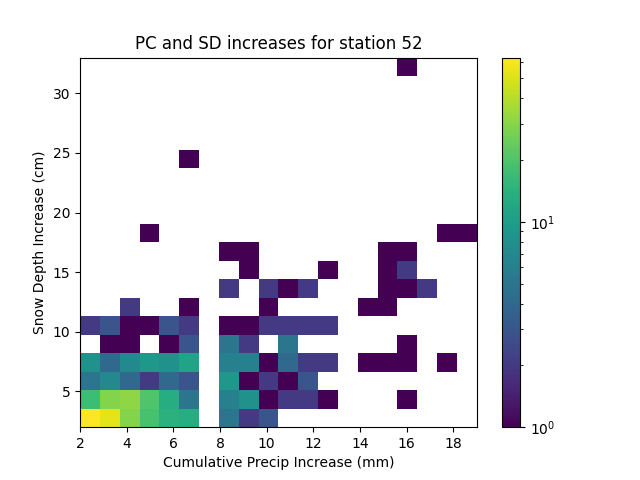 PC and SD increases for station 52
Snow Depth Increase (cm)
30
25
20
15
10
5
2 4 6 8 10 12 14 16 18
Cumulative Precip Increase (mm)
10¹
10⁰